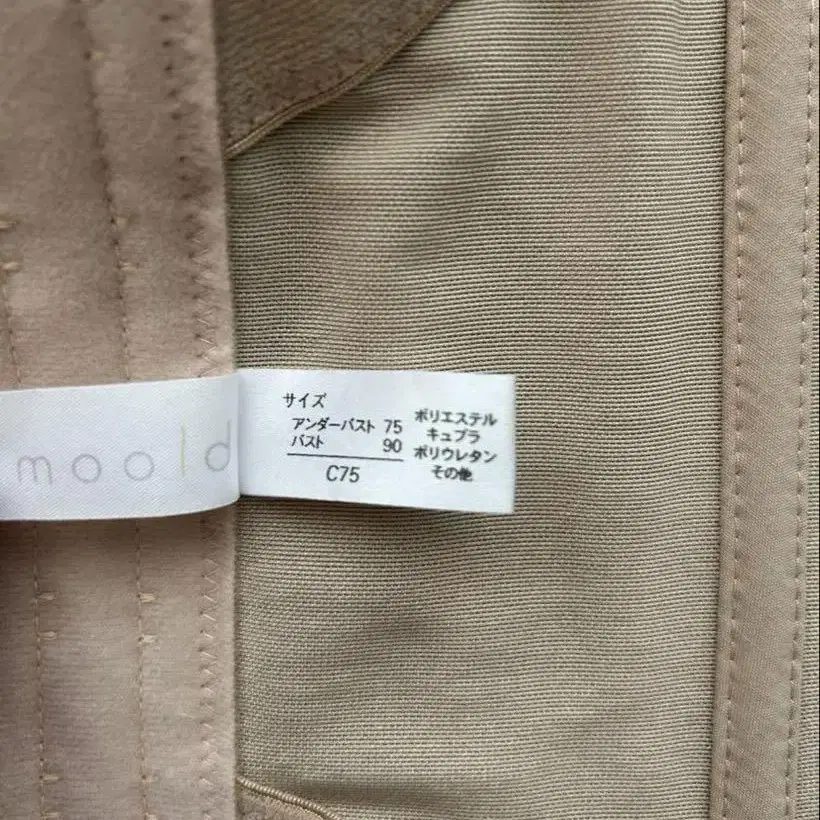 moold
サイズ
アンダーバスト 75
バスト 90
C75
ポリエステル
キュプラ
ポリウレタン
その他